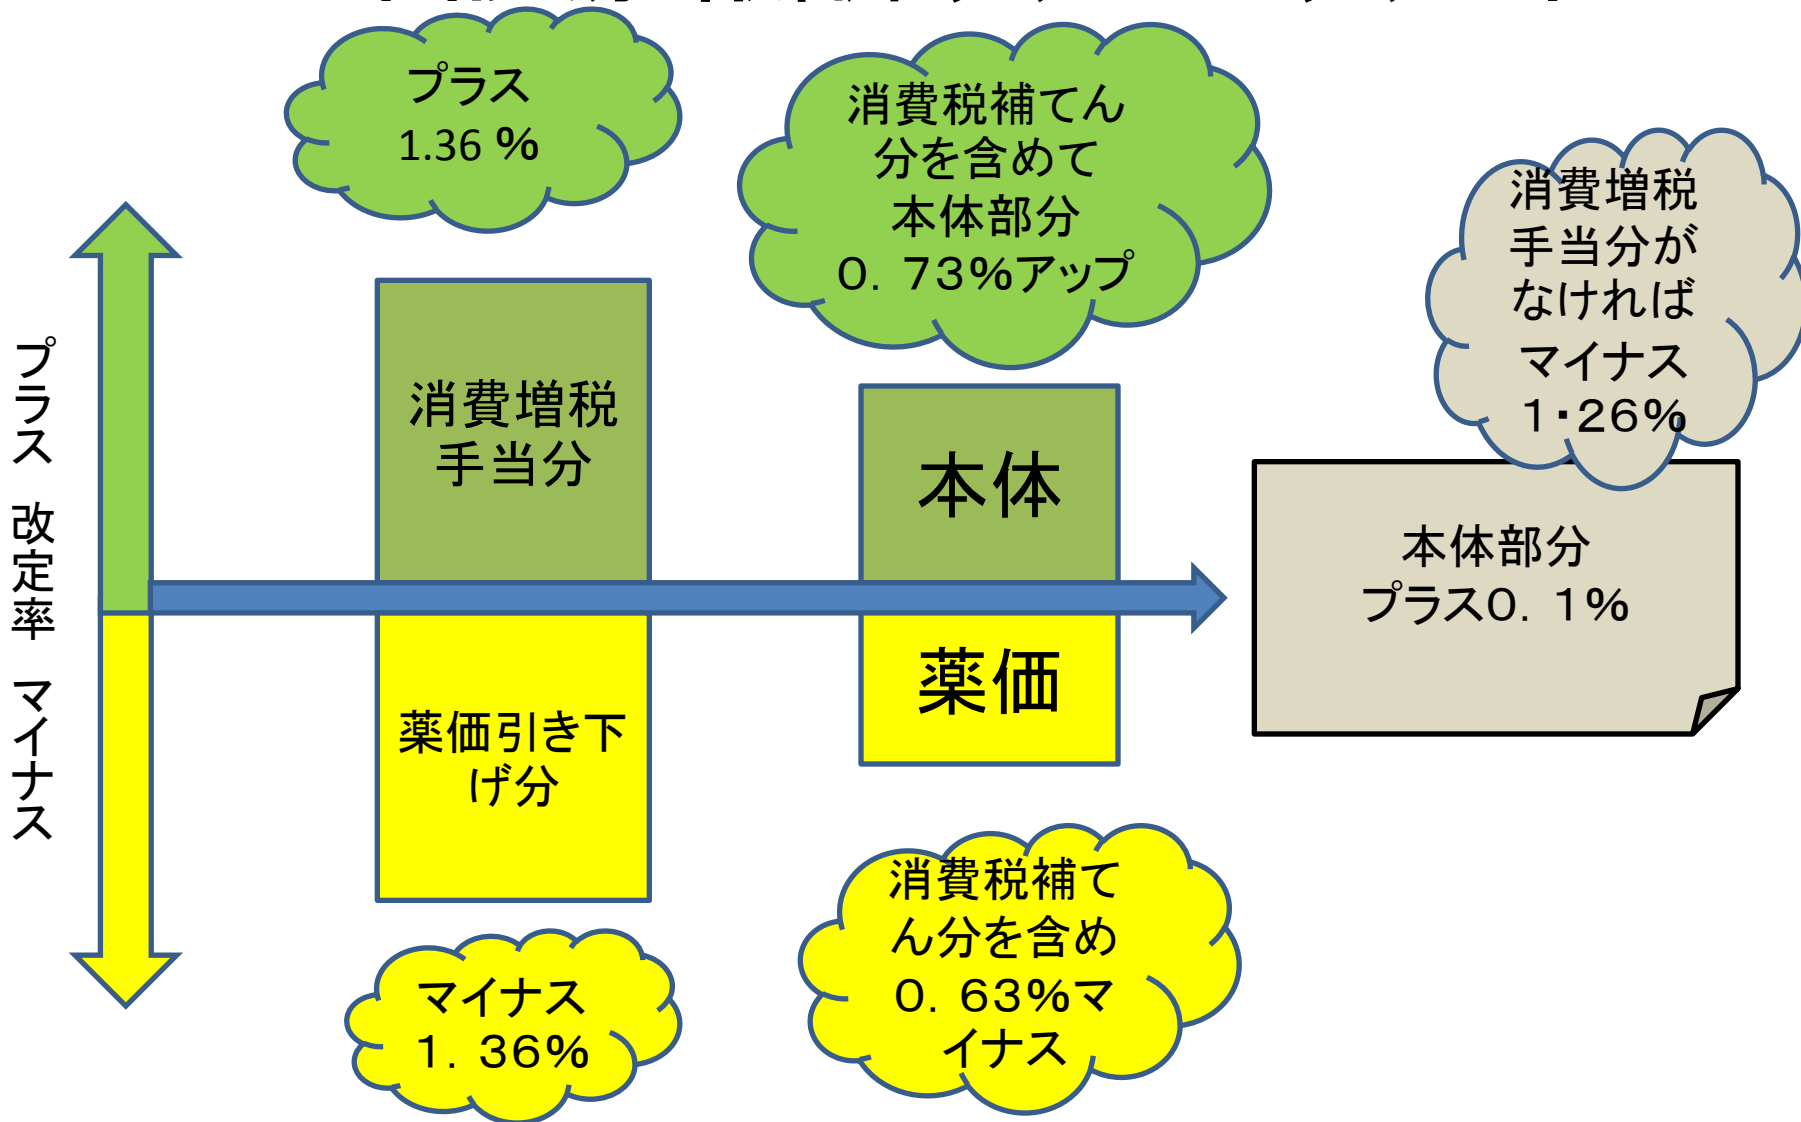 プラス
1.36 %
消費税補てん
分を含めて
本体部分
０．７３％アップ
消費増税
手当分が
なければ
マイナス
１・２６％
プラス 改定率 マイナス
消費増税
手当分
本体
本体部分
プラス０．１％
薬価引き下
げ分
薬価
マイナス
１．３６％
消費税補て
ん分を含め
０．６３％マ
イナス